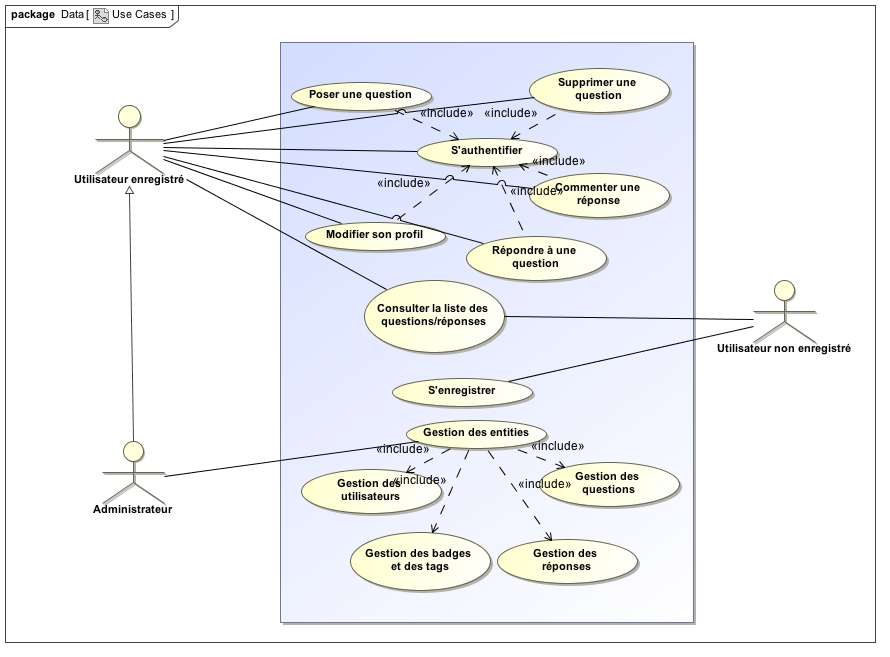 package Data [ Use Cases ]
Poser une question
Supprimer une
question
«include»
«include»
S'authentifier
«include»
Utilisateur enregistré
«include»
«include»
Commenter une
réponse
Modifier son profil
Répondre à une
question
Consulter la liste des
questions/réponses
Utilisateur non enregistré
S'enregistrer
Gestion des entities
«include»
«include»
Gestion des
utilisateurs
«include»
«include»
Gestion des
questions
Administrateur
Gestion des badges
et des tags
Gestion des
réponses